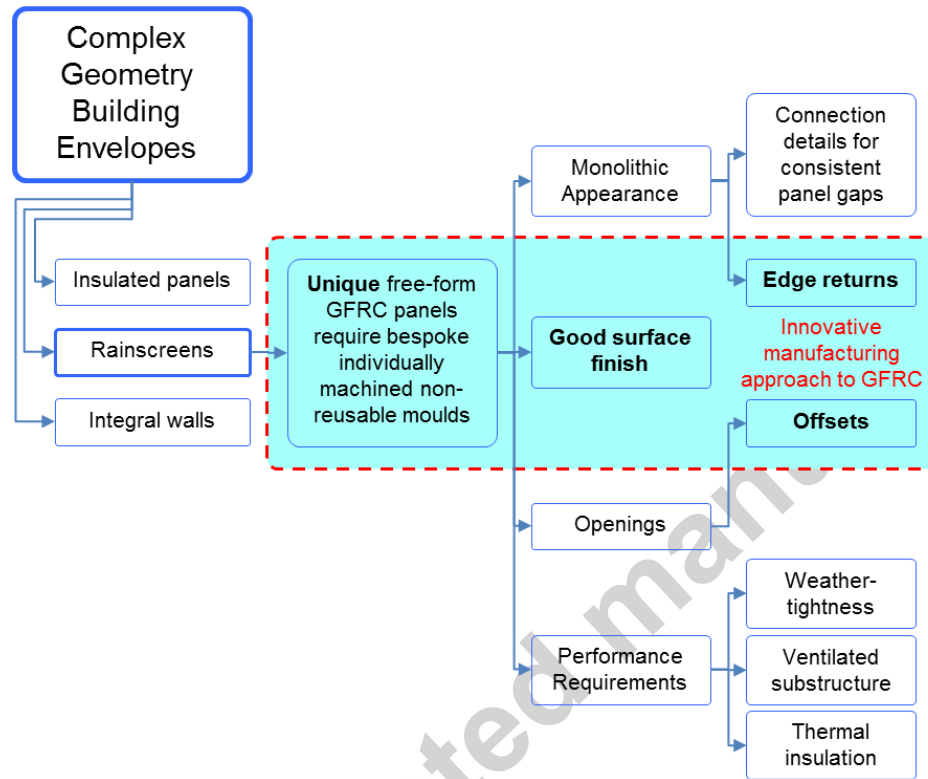 Complex
Geometry
Building
Envelopes
Insulated panels
Rainscreens
Integral walls
Unique free-form
GFRC panels
require bespoke
individually
machined non-
reusable moulds
Monolithic
Appearance
Good surface
finish
Openings
Performance
Requirements
Connection
details for
consistent
panel gaps
Edge returns
Innovative
manufacturing
approach to GFRC
Offsets
Weather-
tightness
Ventilated
substructure
Thermal
insulation